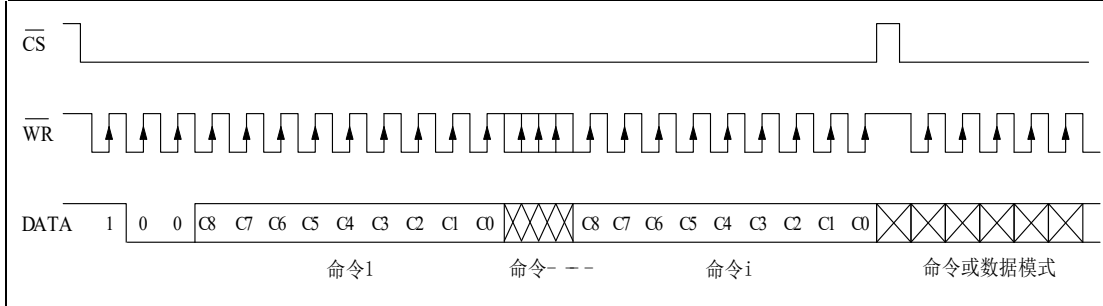 CS
WR
DATA 1 0 0 C8 C7 C6 C5 C4 C3 C2 C1 C0 C8 C7 C6 C5 C4 C3 C2 C1 C0
命令1 命令--- 命令i 命令或数据模式